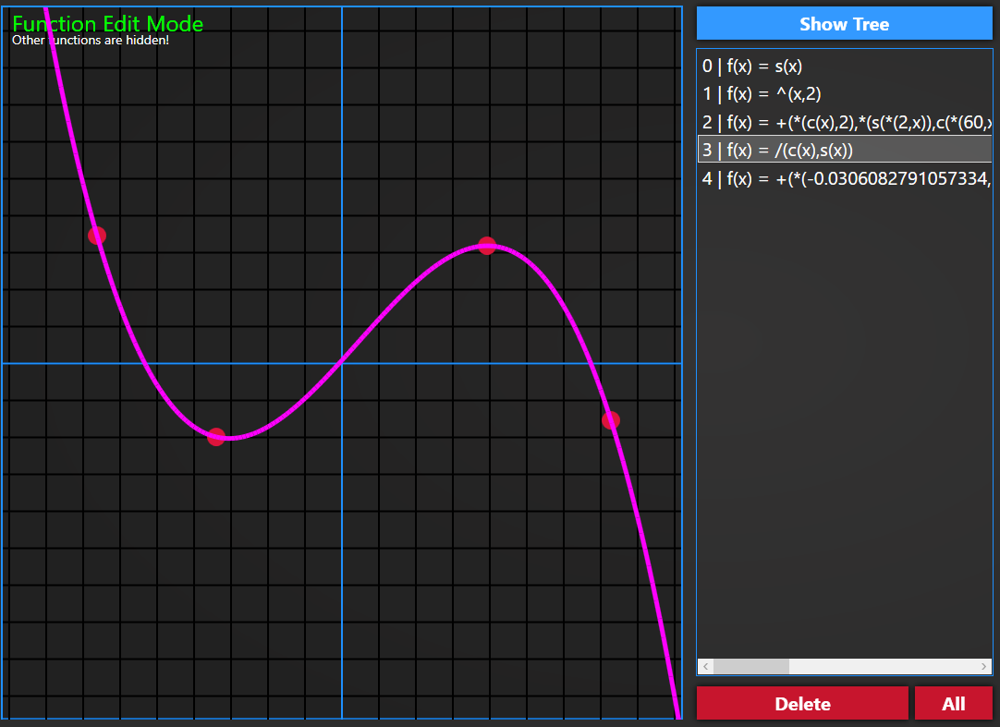 Function Edit Mode
Other functions are hidden!
Show Tree
0 | f(x) = s(x)
1 | f(x) = ^(x,2)
2 | f(x) = +(*(c(x),2),*(s(*(2,x)),c(*(60,x
3 | f(x) = /(c(x),s(x))
4 | f(x) = +(*(-0.0306082791057334,
Delete
All